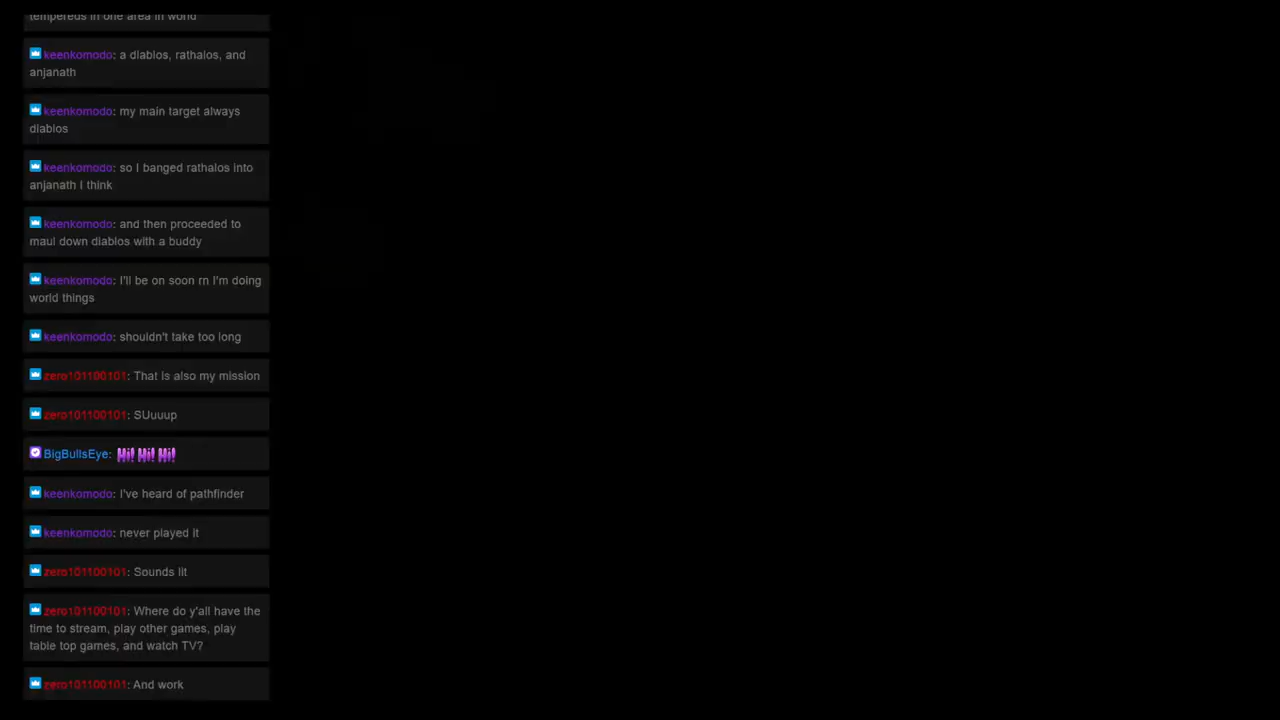 tempereds in one area in world
keenkomodo: a diablos, rathalos, and
anjanath
keenkomodo: my main target always
diablos
keenkomodo: so I banged rathalos into
anjanath I think
keenkomodo: and then proceeded to
maul down diablos with a buddy
keenkomodo: I'll be on soon rn I'm doing
world things
keenkomodo: shouldn't take too long
zero101100101: That is also my mission
zero101100101: SUuuup
BigBullsEye: Hi! Hi! Hi!
keenkomodo: I've heard of pathfinder
keenkomodo: never played it
zero101100101: Sounds lit
zero101100101: Where do y'all have the
time to stream, play other games, play
table top games, and watch TV?
zero101100101: And work